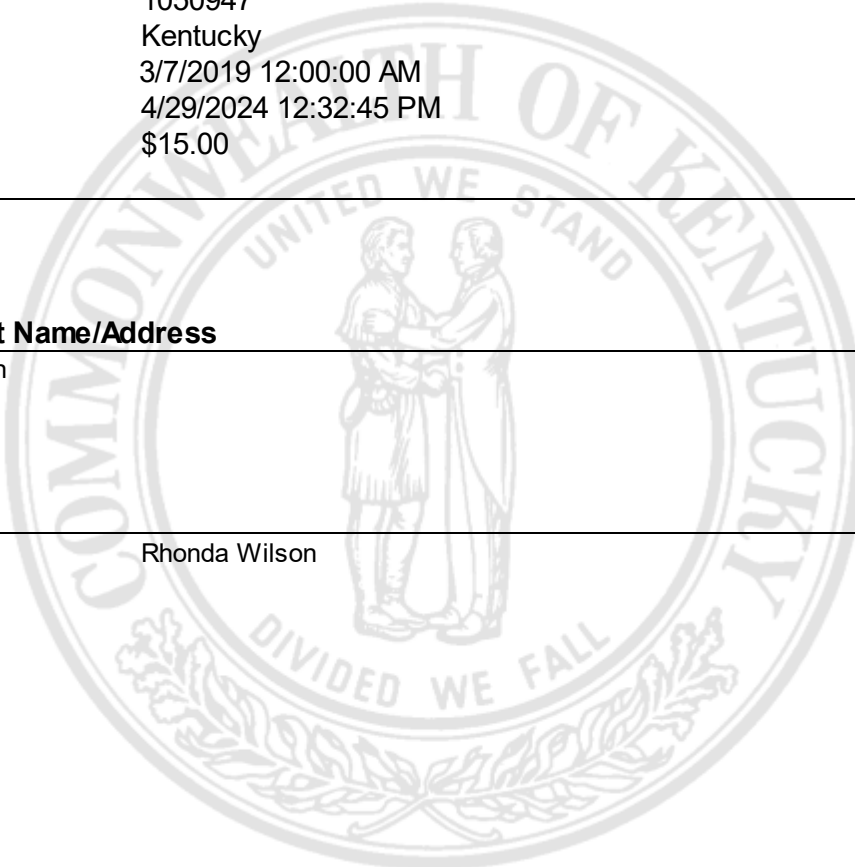 1050947
Kentucky
3/7/2019 12:00:00 AM
4/29/2024 12:32:45 PM
$15.00
t Name/Address
n
Rhonda Wilson
COMMONWEALTH OF KENTUCKY
UNITED WE STAND
DIVIDED WE FALL